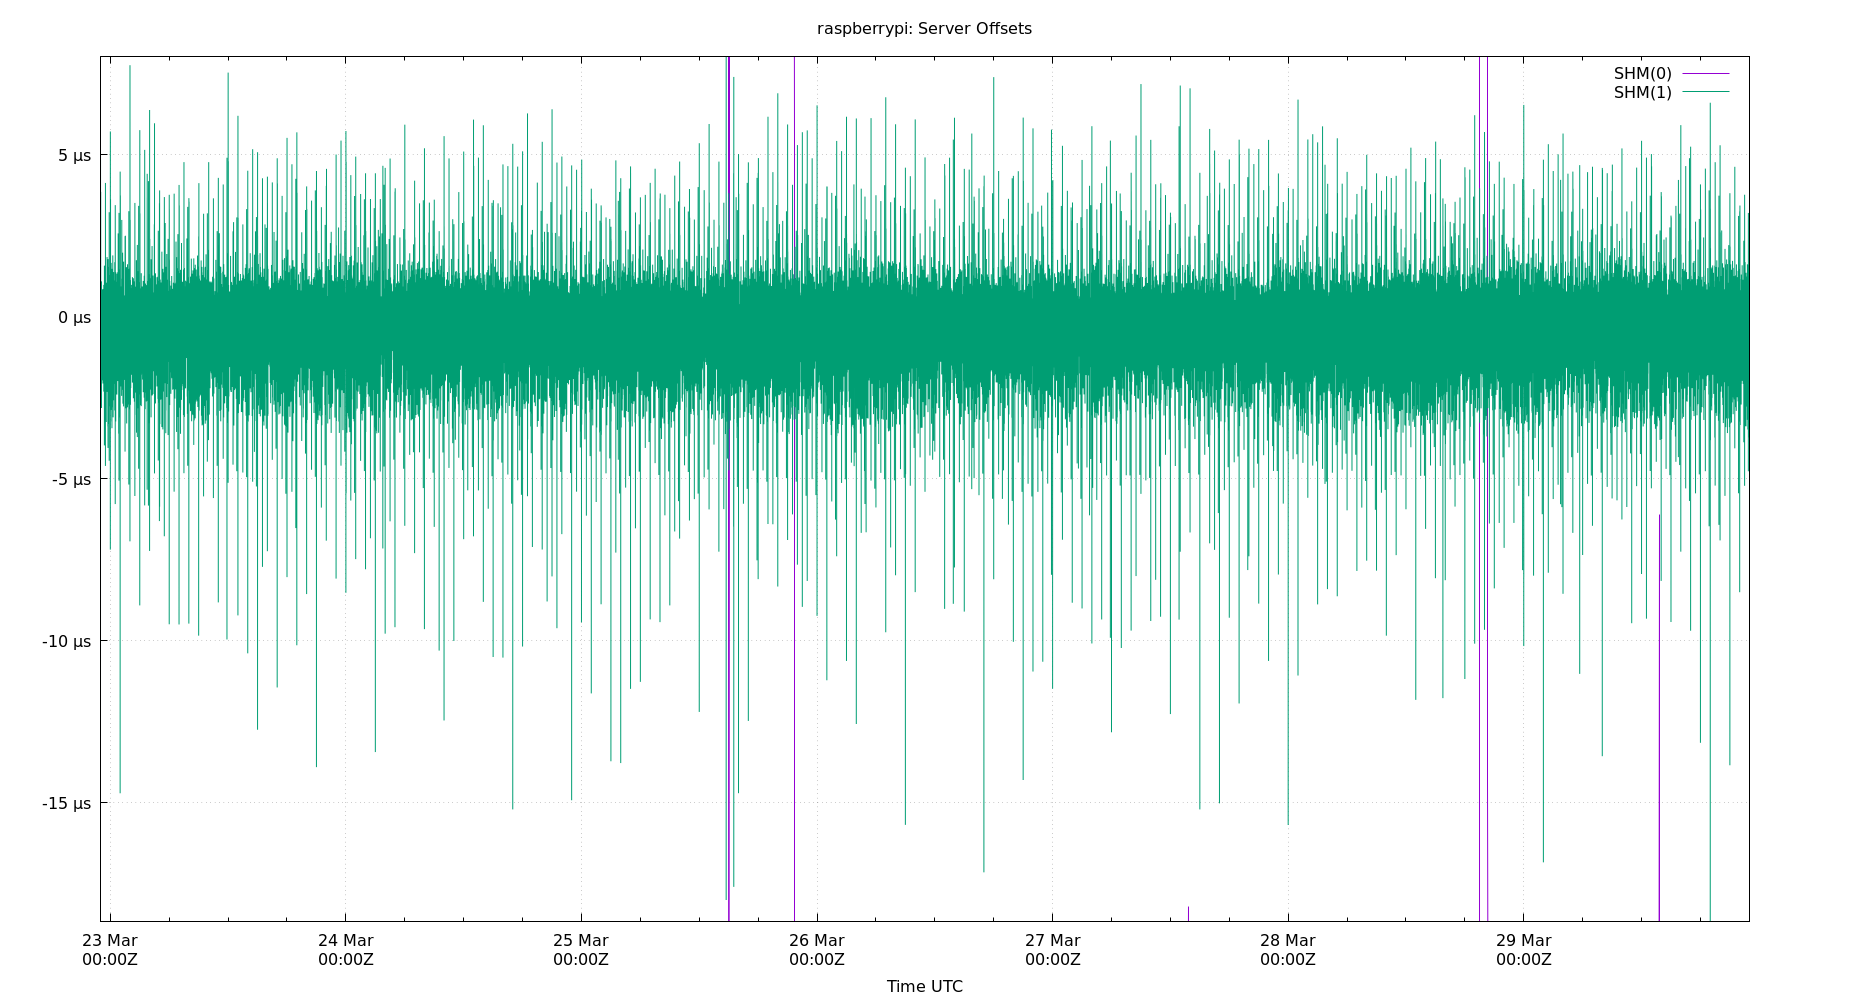 raspberrypi: Server Offsets
SHM(0)
SHM(1)
5 µs
0 µs
-5 µs
-10 µs
-15 µs
23 Mar 24 Mar 25 Mar 26 Mar 27 Mar 28 Mar 29 Mar
00:00Z 00:00Z 00:00Z 00:00Z 00:00Z 00:00Z 00:00Z
Time UTC